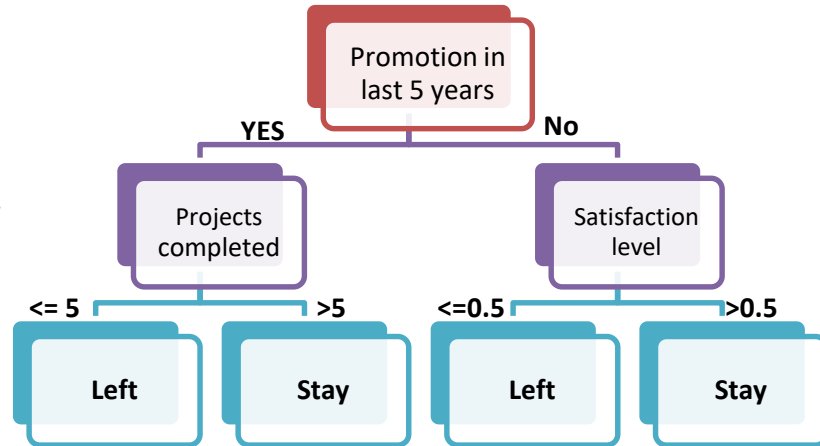 Promotion in
last 5 years
YES
No
Projects
completed
Satisfaction
level
<= 5
>5
<=0.5
>0.5
Left
Stay
Left
Stay